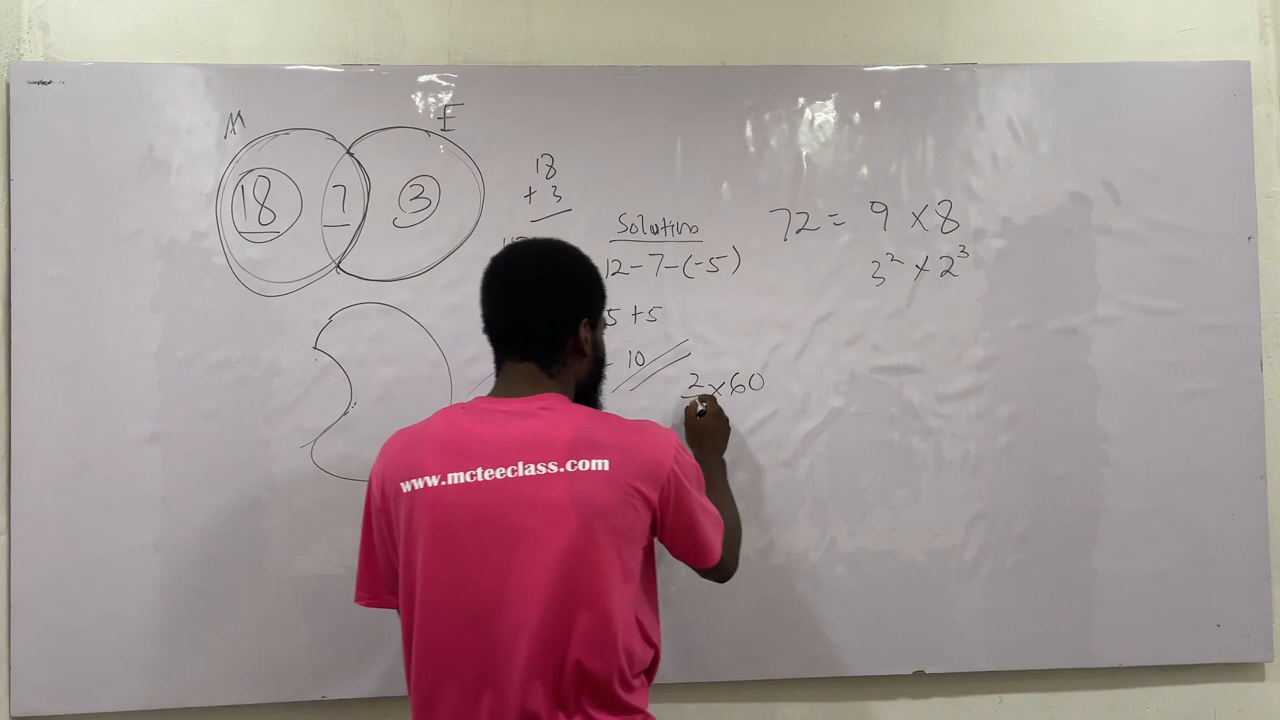 M E
18 7 3
18
+ 3
Solution
12-7-(-5)
5 +5
10
2 x 60
72 = 9 x 8
3² x 2³
www.mcteeclass.com